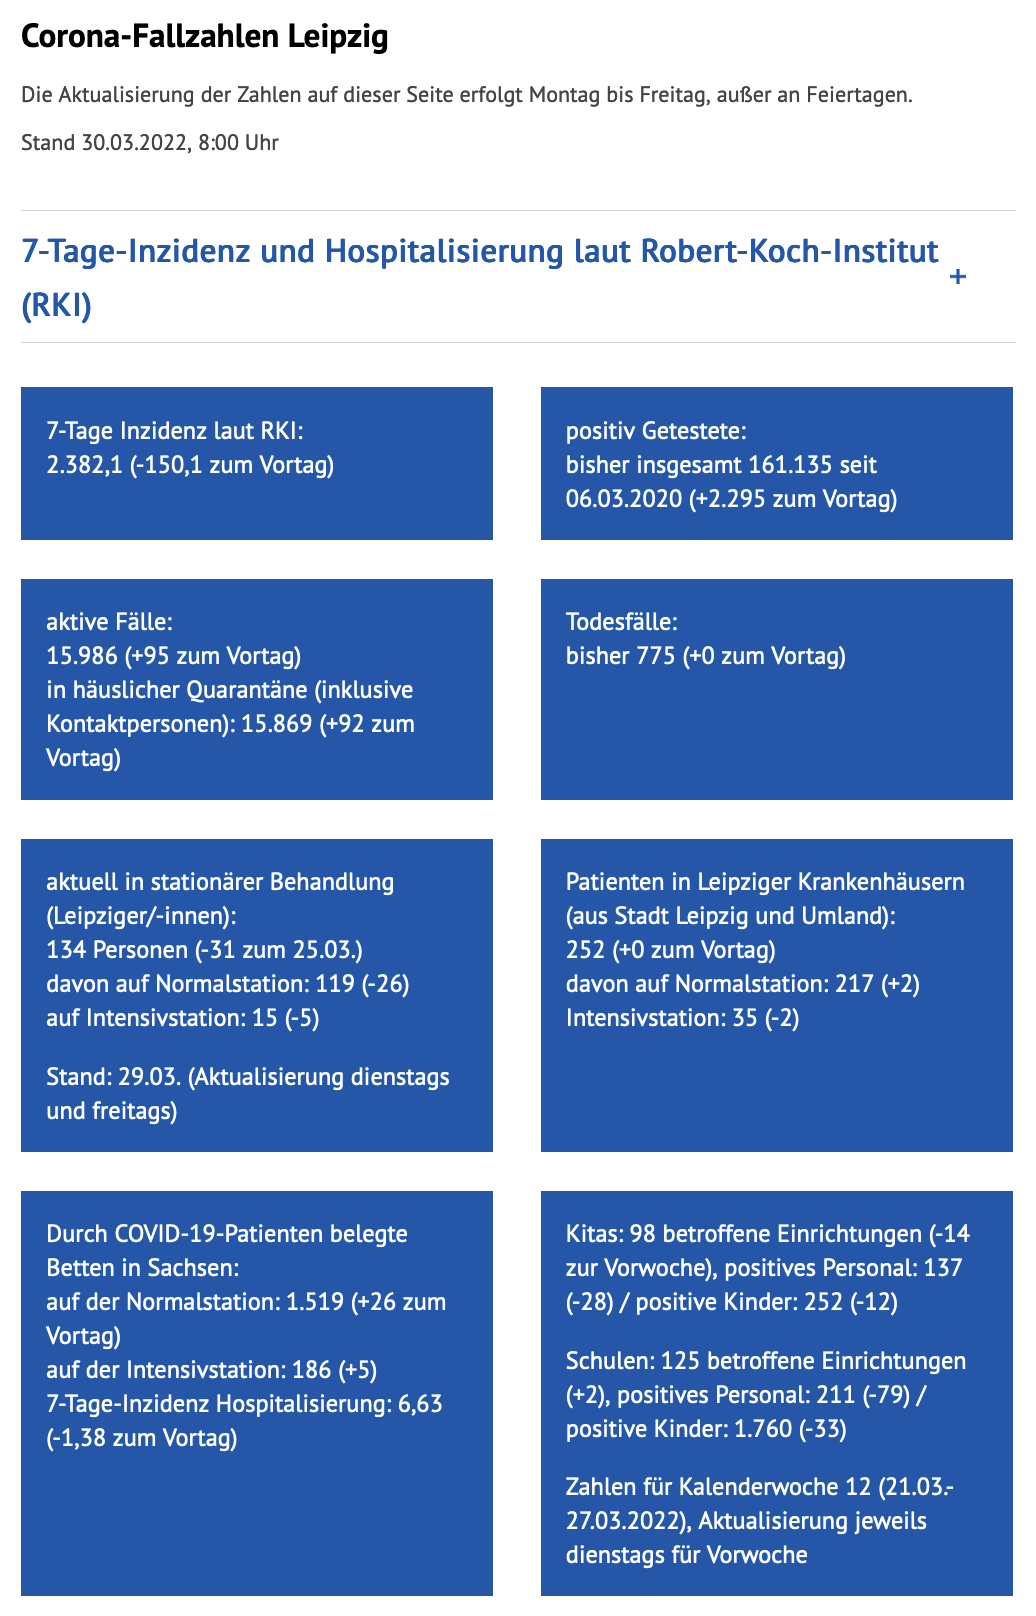 Corona-Fallzahlen Leipzig
Die Aktualisierung der Zahlen auf dieser Seite erfolgt Montag bis Freitag, außer an Feiertagen.
Stand 30.03.2022, 8:00 Uhr
7-Tage-Inzidenz und Hospitalisierung laut Robert-Koch-Institut
(RKI)
+
7-Tage Inzidenz laut RKI:
2.382,1 (-150,1 zum Vortag)
positiv Getestete:
bisher insgesamt 161.135 seit
06.03.2020 (+2.295 zum Vortag)
aktive Fälle:
15.986 (+95 zum Vortag)
in häuslicher Quarantäne (inklusive
Kontaktpersonen): 15.869 (+92 zum
Vortag)
Todesfälle:
bisher 775 (+0 zum Vortag)
aktuell in stationärer Behandlung
(Leipziger/-innen):
134 Personen (-31 zum 25.03.)
davon auf Normalstation: 119 (-26)
auf Intensivstation: 15 (-5)
Stand: 29.03. (Aktualisierung dienstags
und freitags)
Patienten in Leipziger Krankenhäusern
(aus Stadt Leipzig und Umland):
252 (+0 zum Vortag)
davon auf Normalstation: 217 (+2)
Intensivstation: 35 (-2)
Durch COVID-19-Patienten belegte
Betten in Sachsen:
auf der Normalstation: 1.519 (+26 zum
Vortag)
auf der Intensivstation: 186 (+5)
7-Tage-Inzidenz Hospitalisierung: 6,63
(-1,38 zum Vortag)
Kitas: 98 betroffene Einrichtungen (-14
zur Vorwoche), positives Personal: 137
(-28) / positive Kinder: 252 (-12)
Schulen: 125 betroffene Einrichtungen
(+2), positives Personal: 211 (-79) /
positive Kinder: 1.760 (-33)
Zahlen für Kalenderwoche 12 (21.03.-
27.03.2022), Aktualisierung jeweils
dienstags für Vorwoche